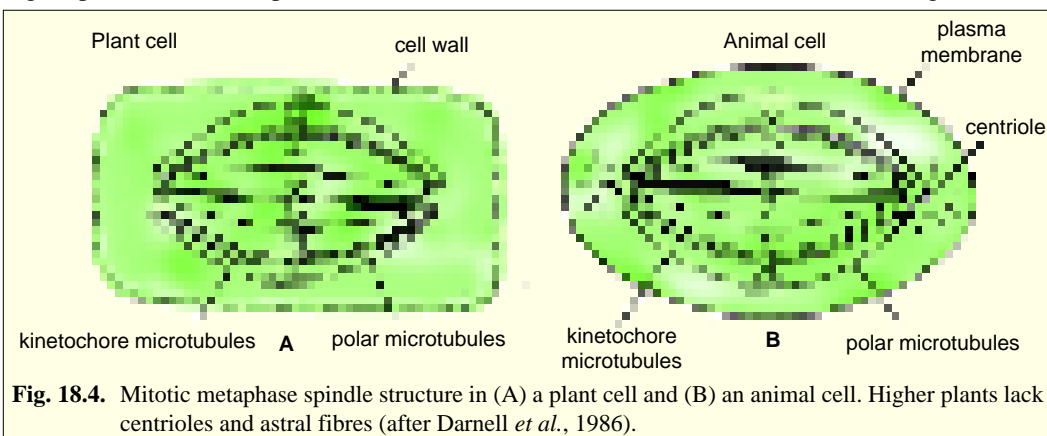 Plant cell
cell wall
Animal cell
plasma
membrane
centriole
kinetochore microtubules
A
polar microtubules
kinetochore
microtubules
B
polar microtubules
Fig. 18.4. Mitotic metaphase spindle structure in (A) a plant cell and (B) an animal cell. Higher plants lack
centrioles and astral fibres (after Darnell et al., 1986).